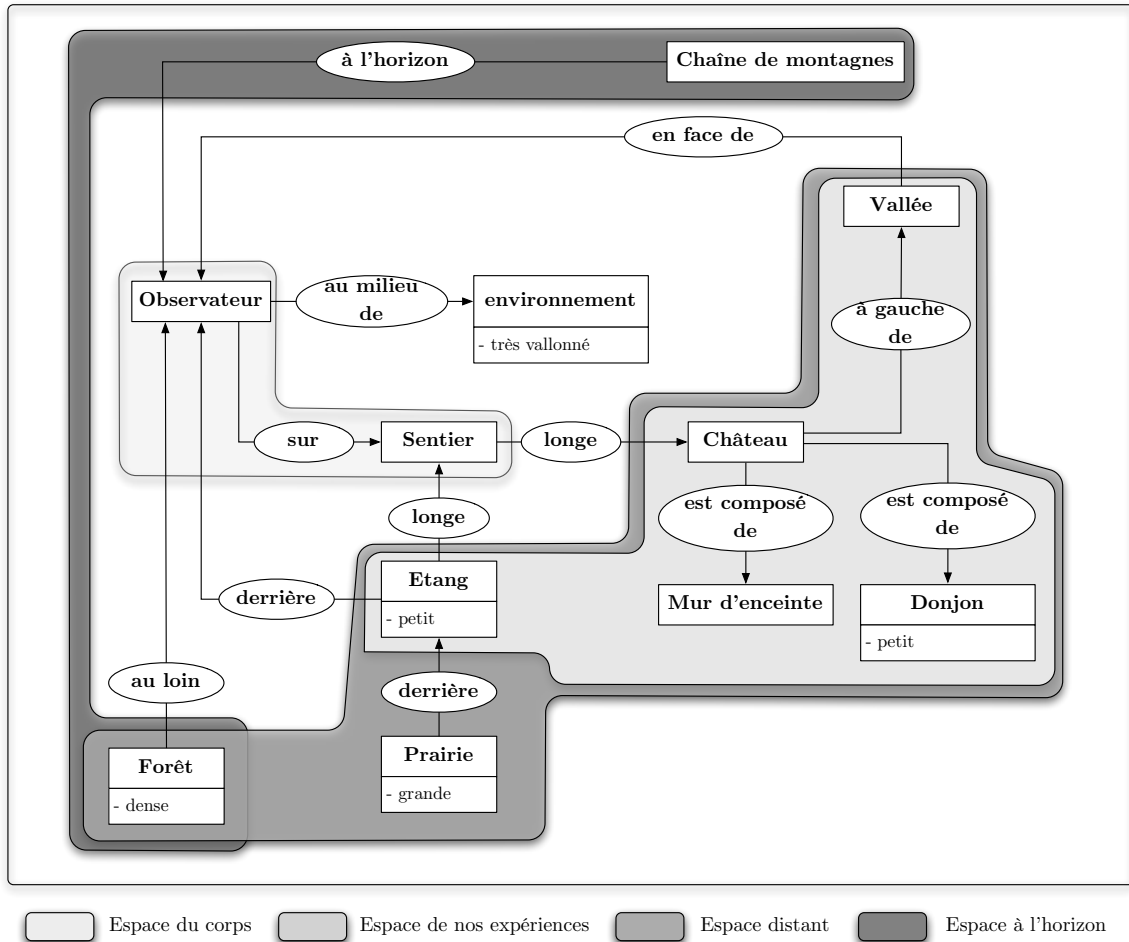 à l'horizon
Chaîne de montagnes
en face de
Vallée
Observateur
au milieu
de
environnement
- très vallonné
à gauche
de
sur
Sentier
longe
Château
longe
est composé
de
est composé
de
derrière
Etang
- petit
Mur d'enceinte
Donjon
- petit
au loin
derrière
Forêt
- dense
Prairie
- grande
Espace du corps
Espace de nos expériences
Espace distant
Espace à l'horizon